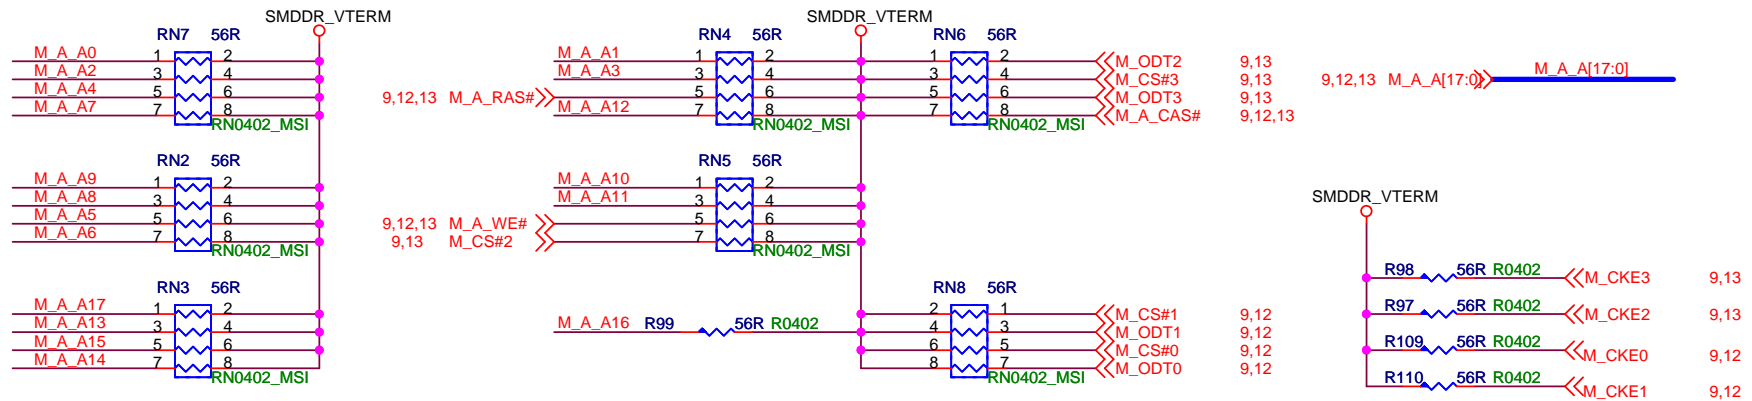 SMDDR_VTERM
RN7 56R
M_A_A0 1 2
M_A_A2 3 4
M_A_A4 5 6
M_A_A7 7 8
RN0402_MSI
RN2 56R
M_A_A9 1 2
M_A_A8 3 4
M_A_A5 5 6
M_A_A6 7 8
RN0402_MSI
RN3 56R
M_A_A17 1 2
M_A_A13 3 4
M_A_A15 5 6
M_A_A14 7 8
RN0402_MSI
SMDDR_VTERM
RN4 56R
M_A_A1 1 2
M_A_A3 3 4
9,12,13 M_A_RAS# 5 6
M_A_A12 7 8
RN0402_MSI
RN6 56R
1 2 M_ODT2 9,13
3 4 M_CS#3 9,13
5 6 M_ODT3 9,13
7 8 M_A_CAS# 9,12,13
RN0402_MSI
RN5 56R
M_A_A10 1 2
M_A_A11 3 4
9,12,13 M_A_WE# 5 6
9,13 M_CS#2 7 8
RN0402_MSI
M_A_A16 R99 56R R0402
RN8 56R
2 1 M_CS#1 9,12
4 3 M_ODT1 9,12
6 5 M_CS#0 9,12
8 7 M_ODT0 9,12
RN0402_MSI
9,12,13 M_A_A[17:0] M_A_A[17:0]
SMDDR_VTERM
R98 56R R0402 M_CKE3 9,13
R97 56R R0402 M_CKE2 9,13
R109 56R R0402 M_CKE0 9,12
R110 56R R0402 M_CKE1 9,12